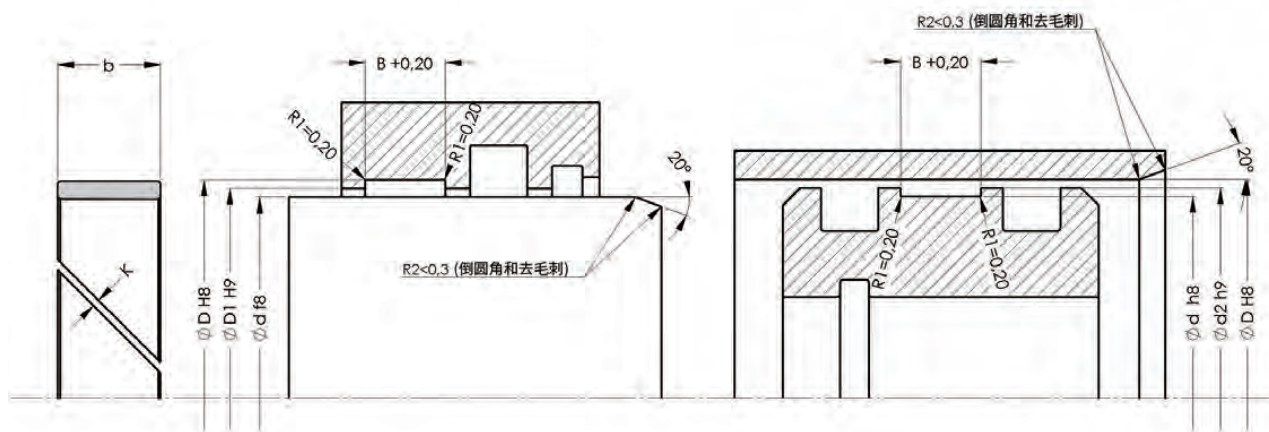 b
K
B +0,20
R1=0,20
R1=0,20
20°
R2<0,3 (倒圆角和去毛刺)
∅ D H8
∅ D1 H9
∅ d f8
R2<0,3 (倒圆角和去毛刺)
B +0,20
20°
R1=0,20
R1=0,20
∅ d h8
∅ d2 h9
∅ D H8